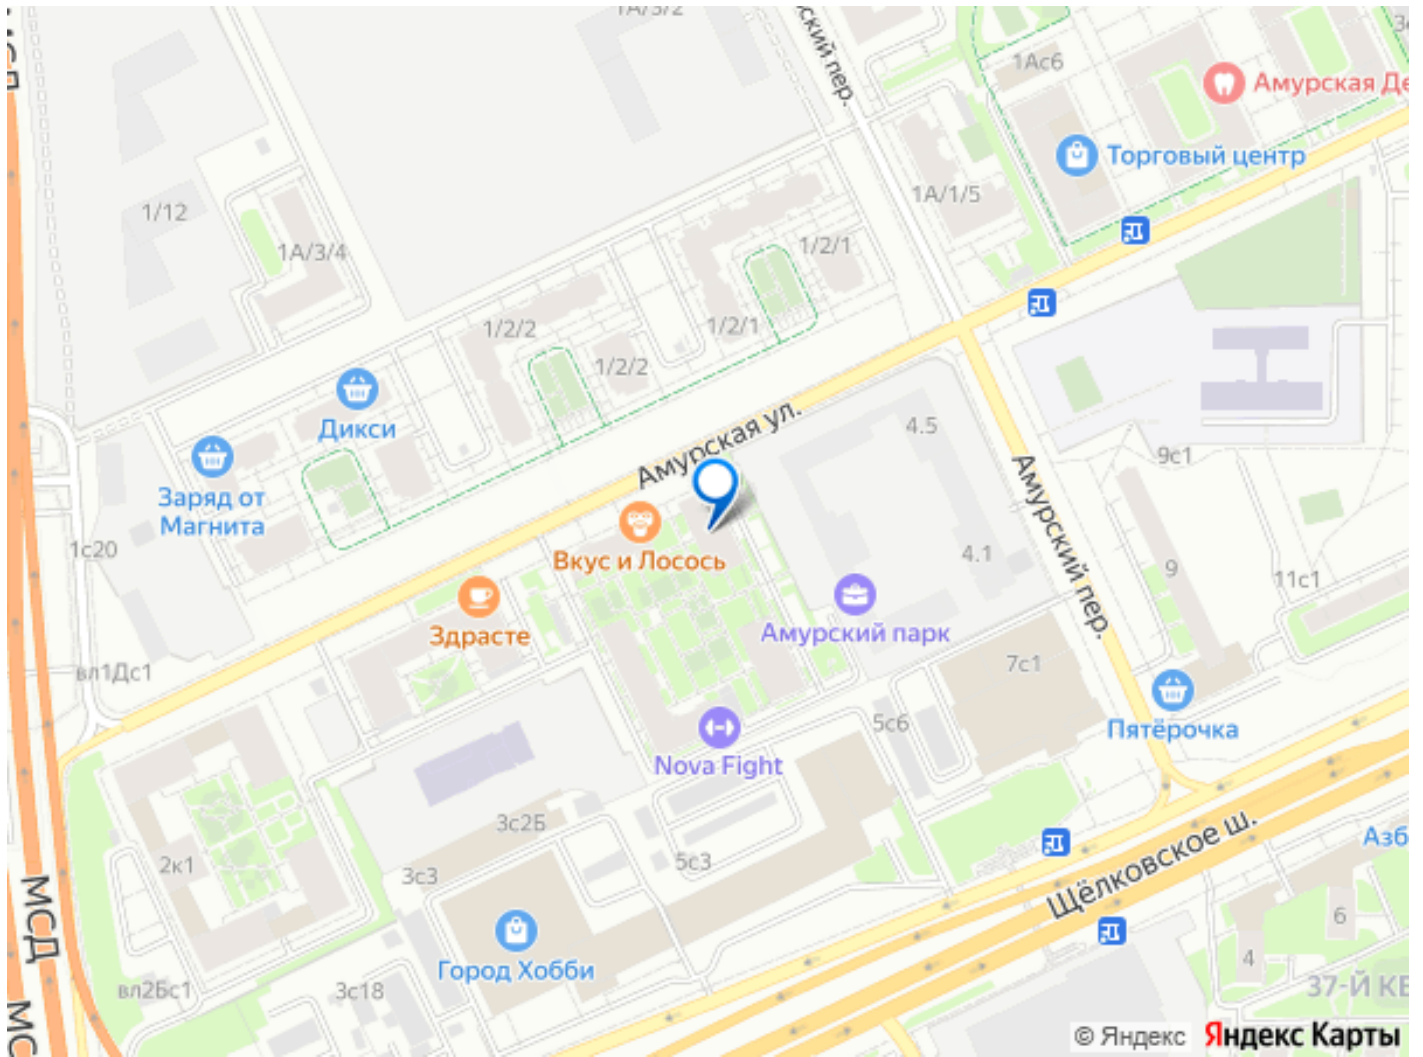 1А/3/2
ский пер.
1Ас6
Амурская Де
Торговый центр
1/12
1А/3/4
1А/1/5
1/2/1
1/2/2
1/2/1
1/2/2
Дикси
Амурская ул.
4.5
Заряд от
Магнита
9с1
Амурский пер.
1с20
Вкус и Лосось
4.1
9
11с1
Здрасте
Амурский парк
7с1
вл1Дс1
5с6
Пятёрочка
Nova Fight
3с2Б
Щёлковское ш.
Азб
2к1
3с3
5с3
МСД
6
Город Хобби
4
вл2Бс1
3с18
37-Й КВ
МС
© Яндекс
Яндекс Карты